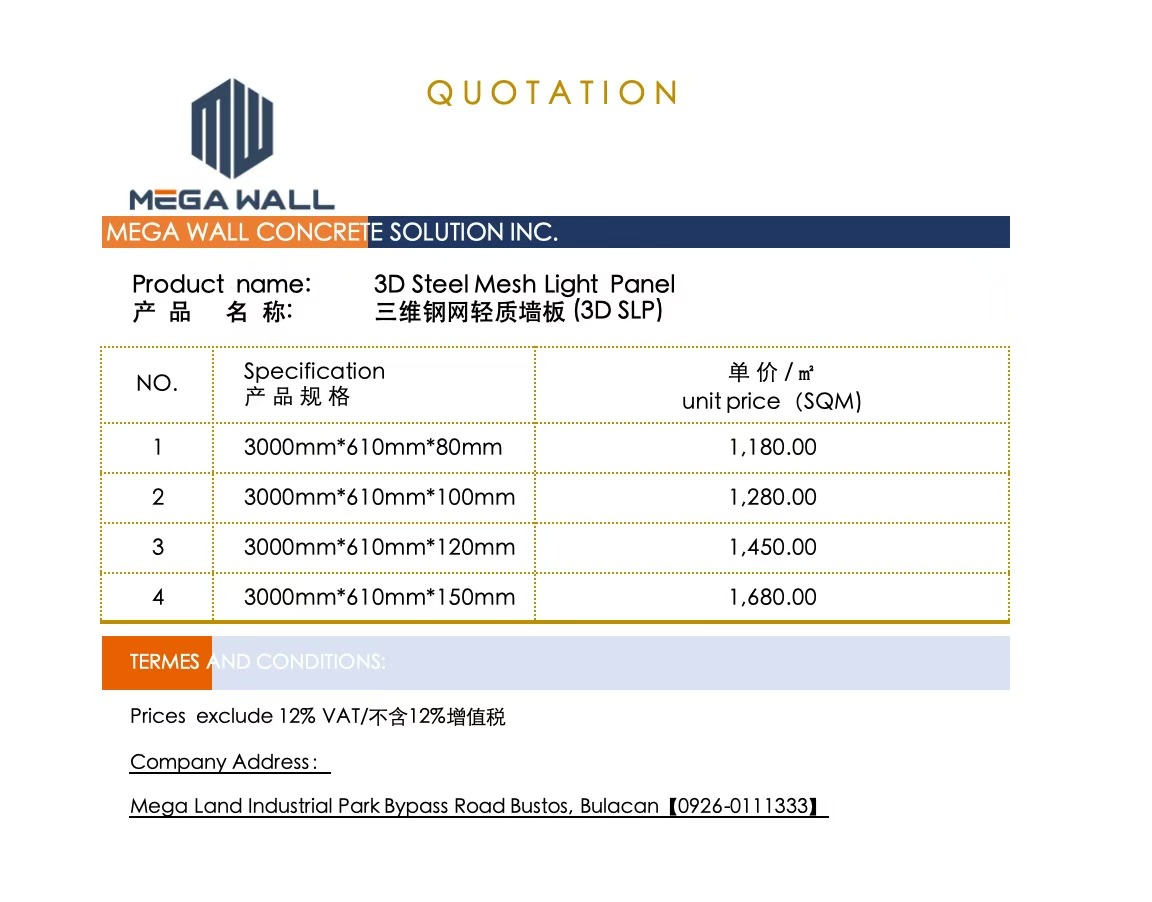 QUOTATION
MW
MEGA WALL
MEGA WALL CONCRETE SOLUTION INC.
Product name: 3D Steel Mesh Light Panel
产品 名称: 三维钢网轻质墙板 (3D SLP)
NO. Specification 单价/㎡
产品规格 unit price (SQM)
1 3000mm*610mm*80mm 1,180.00
2 3000mm*610mm*100mm 1,280.00
3 3000mm*610mm*120mm 1,450.00
4 3000mm*610mm*150mm 1,680.00
TERMES AND CONDITIONS:
Prices exclude 12% VAT/不含12%增值税
Company Address:
Mega Land Industrial Park Bypass Road Bustos, Bulacan【0926-0111333】